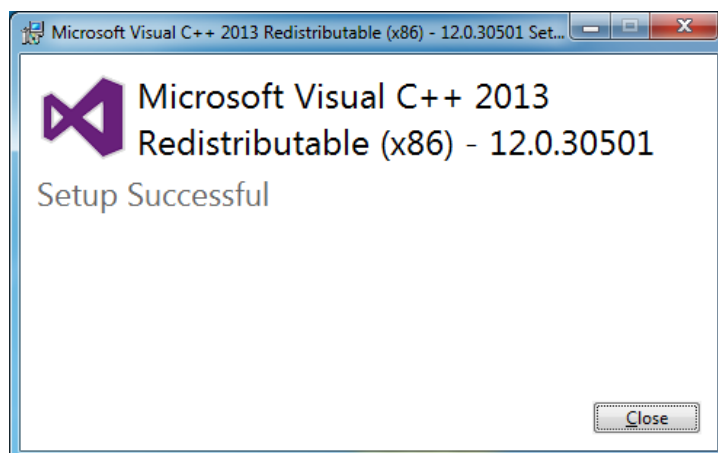 Microsoft Visual C++ 2013 Redistributable (x86) - 12.0.30501 Set...
Microsoft Visual C++ 2013
Redistributable (x86) - 12.0.30501
Setup Successful
Close